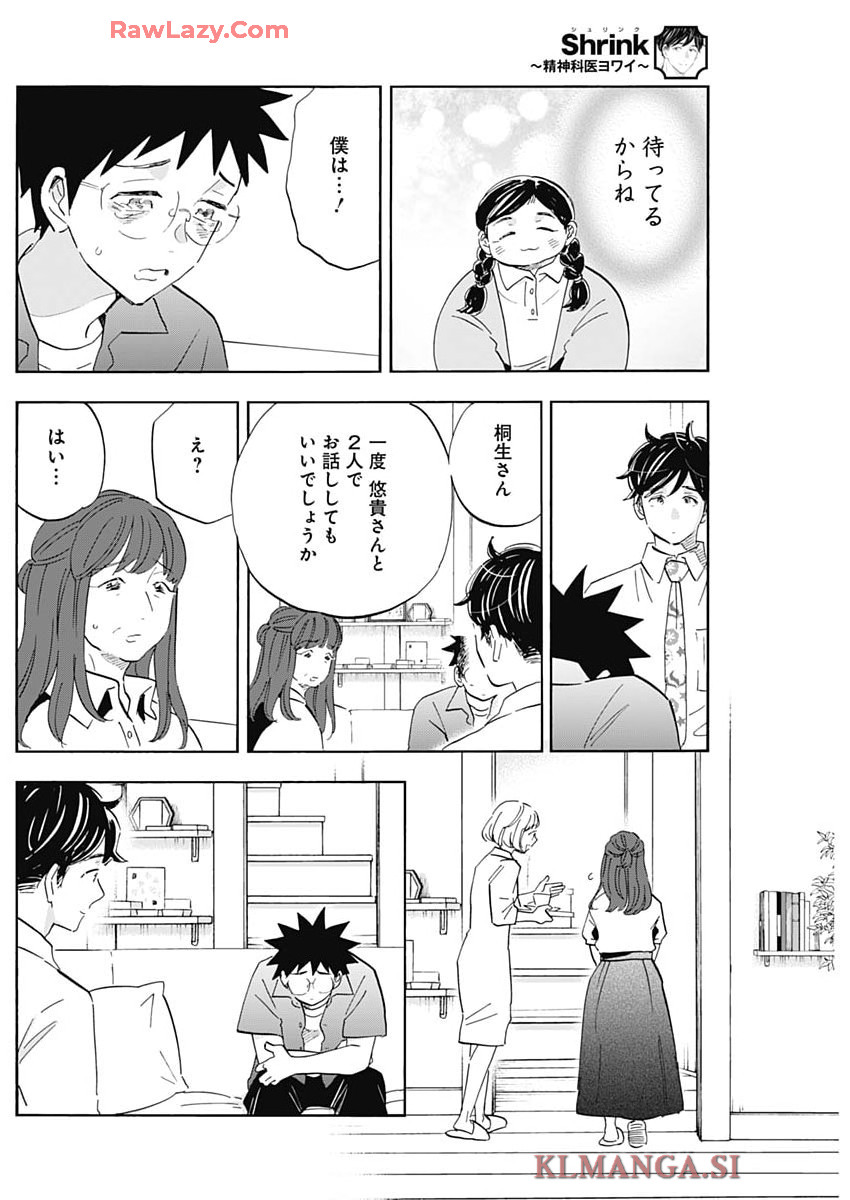 RawLazy.Com
シュリンク
Shrink
〜精神科医ヨワイ〜
待ってる
からね
僕は…！
桐生さん
一度 悠貴さんと
2人で
お話ししても
いいでしょうか
え？
はい…
KLMANGA.SI